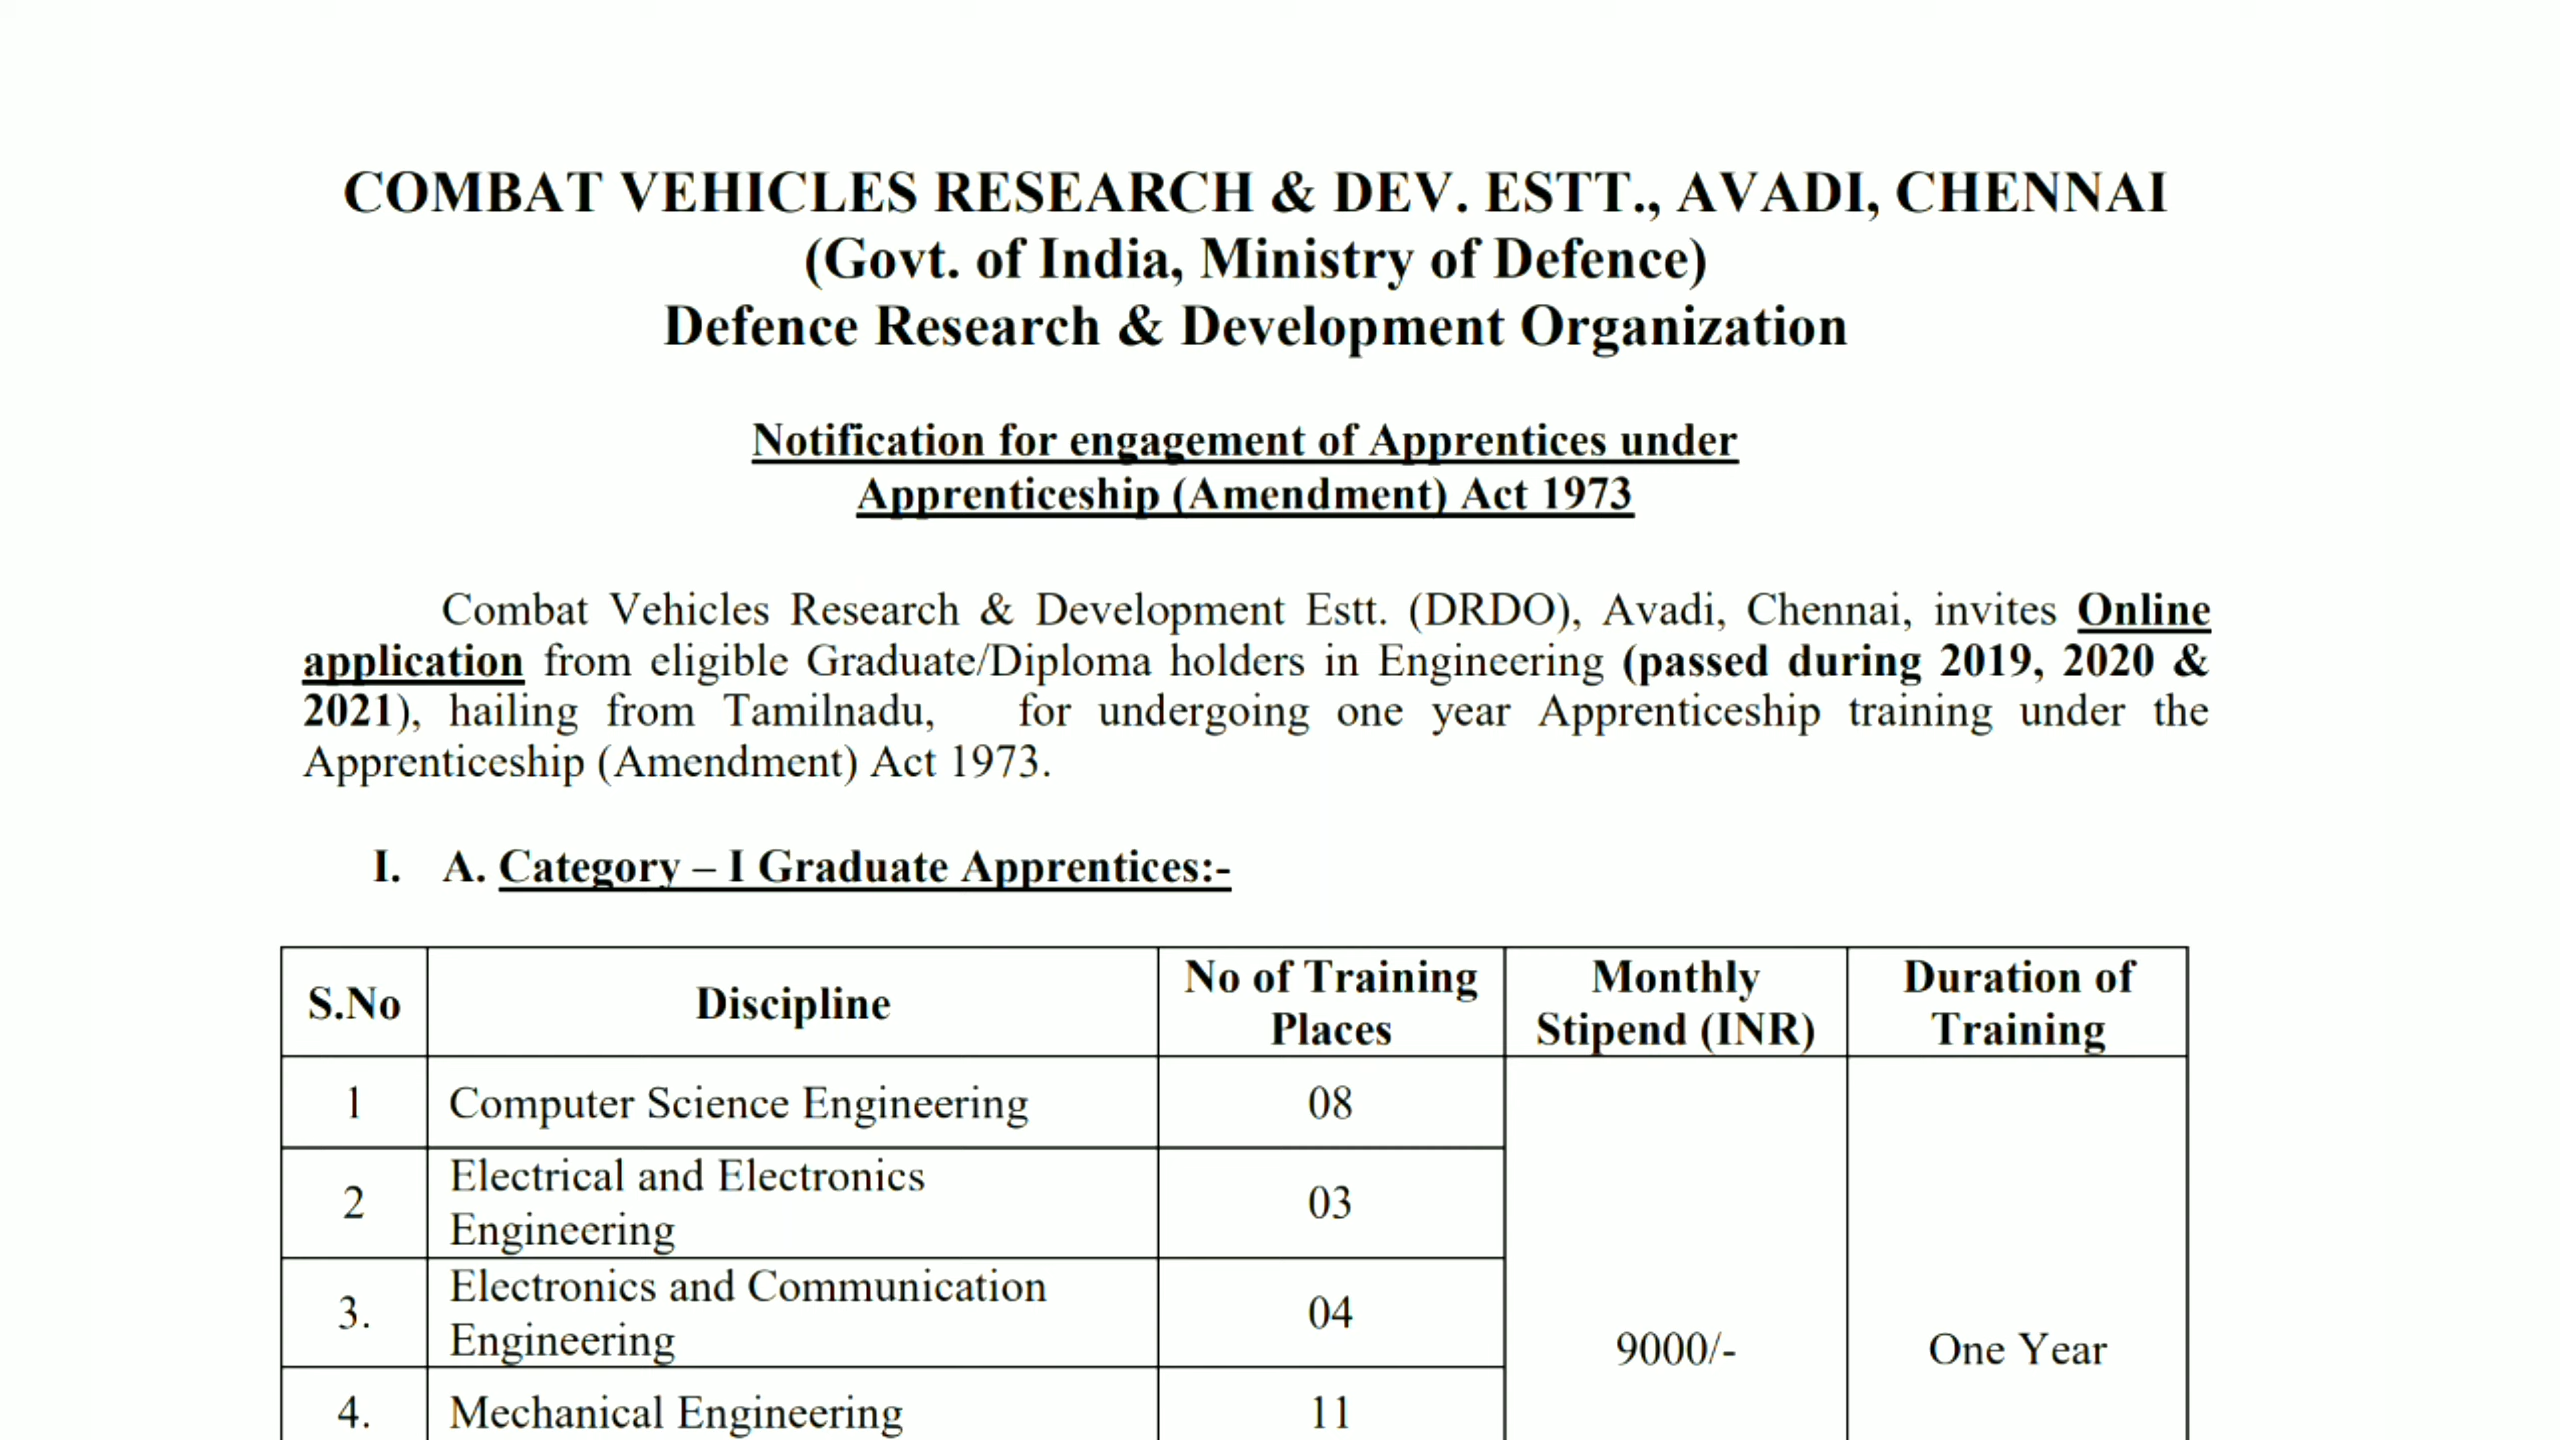 COMBAT VEHICLES RESEARCH & DEV. ESTT., AVADI, CHENNAI
(Govt. of India, Ministry of Defence)
Defence Research & Development Organization
Notification for engagement of Apprentices under
Apprenticeship (Amendment) Act 1973
Combat Vehicles Research & Development Estt. (DRDO), Avadi, Chennai, invites Online
application from eligible Graduate/Diploma holders in Engineering (passed during 2019, 2020 &
2021), hailing from Tamilnadu, for undergoing one year Apprenticeship training under the
Apprenticeship (Amendment) Act 1973.
I. A. Category – I Graduate Apprentices:-
S.No Discipline No of Training Places Monthly Stipend (INR) Duration of Training
1 Computer Science Engineering 08
2 Electrical and Electronics Engineering 03
3. Electronics and Communication Engineering 04
9000/- One Year
4. Mechanical Engineering 11